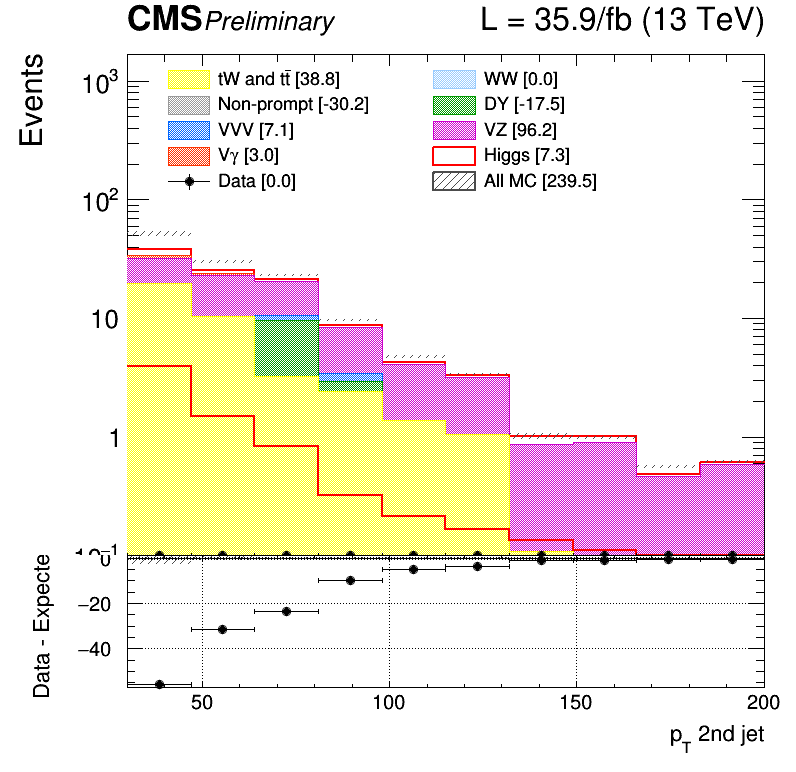 CMS Preliminary L = 35.9/fb (13 TeV)
Events
10³
10²
10
1
tW and tt̄ [38.8] WW [0.0]
Non-prompt [-30.2] DY [-17.5]
VVV [7.1] VZ [96.2]
Vγ [3.0] Higgs [7.3]
Data [0.0] All MC [239.5]
Data - Expecte
0
−20
−40
50 100 150 200
p_T 2nd jet